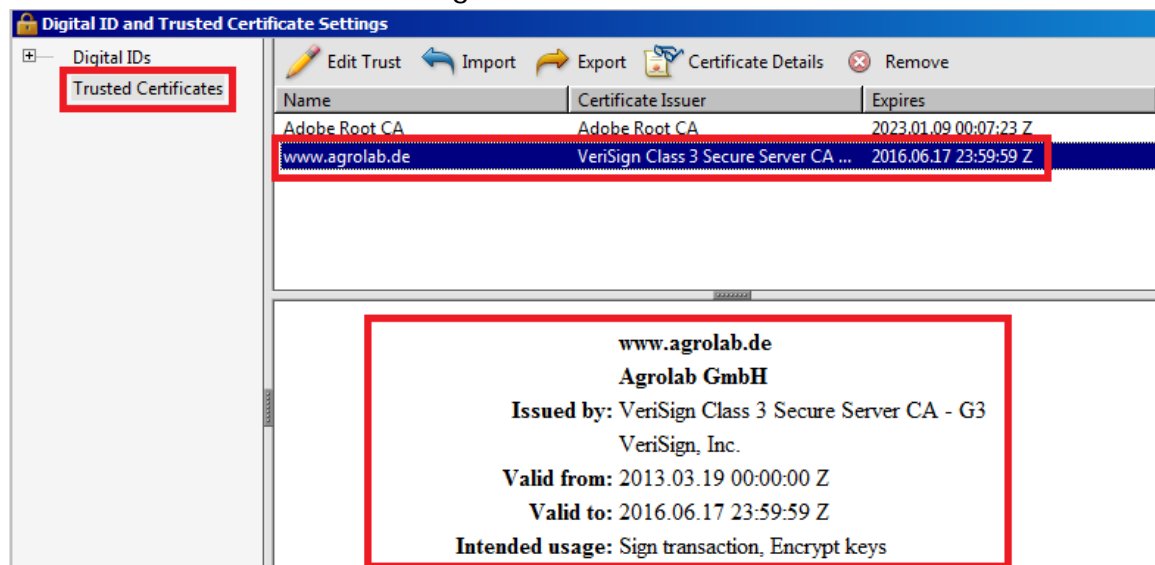 Digital ID and Trusted Certificate Settings
Digital IDs
Trusted Certificates
Edit Trust Import Export Certificate Details Remove
Name Certificate Issuer Expires
Adobe Root CA Adobe Root CA 2023.01.09 00:07:23 Z
www.agrolab.de VeriSign Class 3 Secure Server CA ... 2016.06.17 23:59:59 Z
www.agrolab.de
Agrolab GmbH
Issued by: VeriSign Class 3 Secure Server CA - G3
VeriSign, Inc.
Valid from: 2013.03.19 00:00:00 Z
Valid to: 2016.06.17 23:59:59 Z
Intended usage: Sign transaction, Encrypt keys